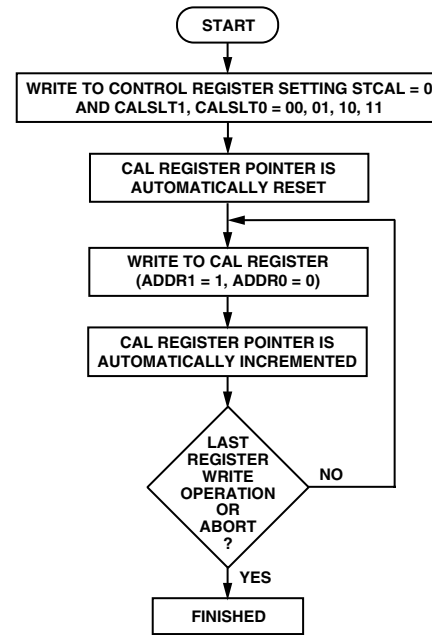 START
WRITE TO CONTROL REGISTER SETTING STCAL = 0
AND CALSLT1, CALSLT0 = 00, 01, 10, 11
CAL REGISTER POINTER IS
AUTOMATICALLY RESET
WRITE TO CAL REGISTER
(ADDR1 = 1, ADDR0 = 0)
CAL REGISTER POINTER IS
AUTOMATICALLY INCREMENTED
LAST
REGISTER
WRITE
OPERATION
OR
ABORT
?
NO
YES
FINISHED